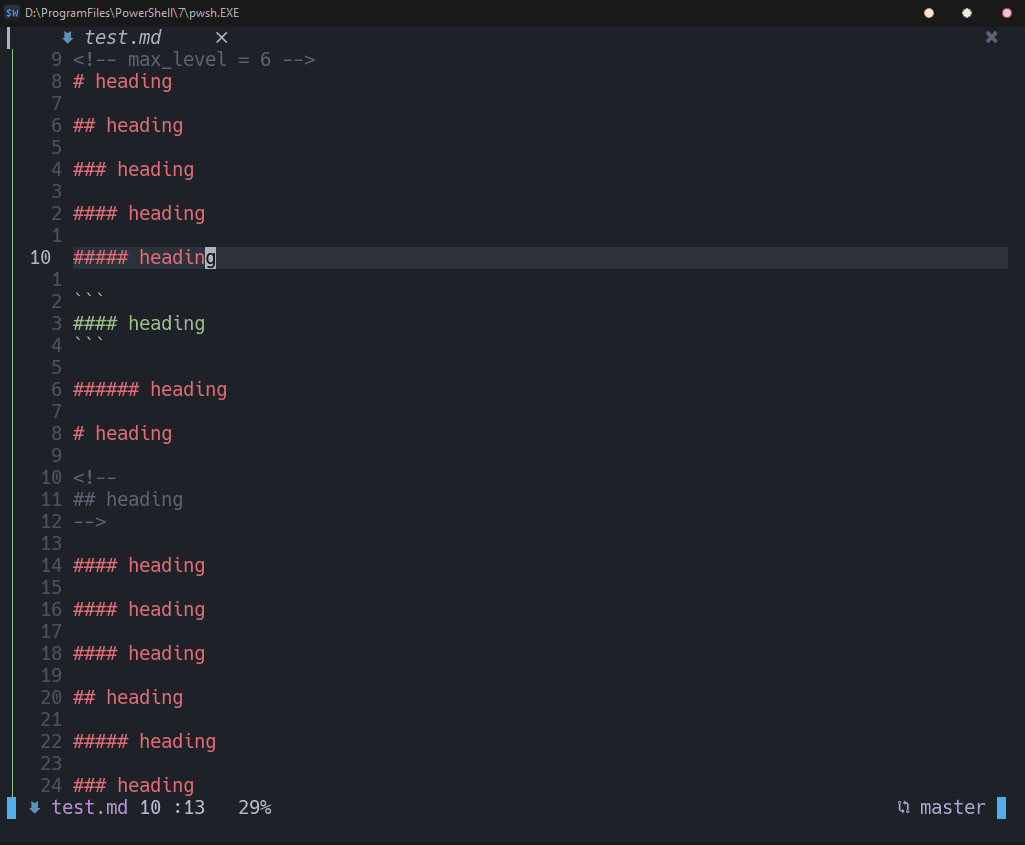 $W D:\ProgramFiles\PowerShell\7\pwsh.EXE
test.md
9 <!-- max_level = 6 -->
8 # heading
7
6 ## heading
5
4 ### heading
3
2 #### heading
1
10 ##### heading
1
2 ```
3 #### heading
4 ```
5
6 ###### heading
7
8 # heading
9
10 <!--
11 ## heading
12 -->
13
14 #### heading
15
16 #### heading
17
18 #### heading
19
20 ## heading
21
22 ##### heading
23
24 ### heading
test.md 10 :13 29% master